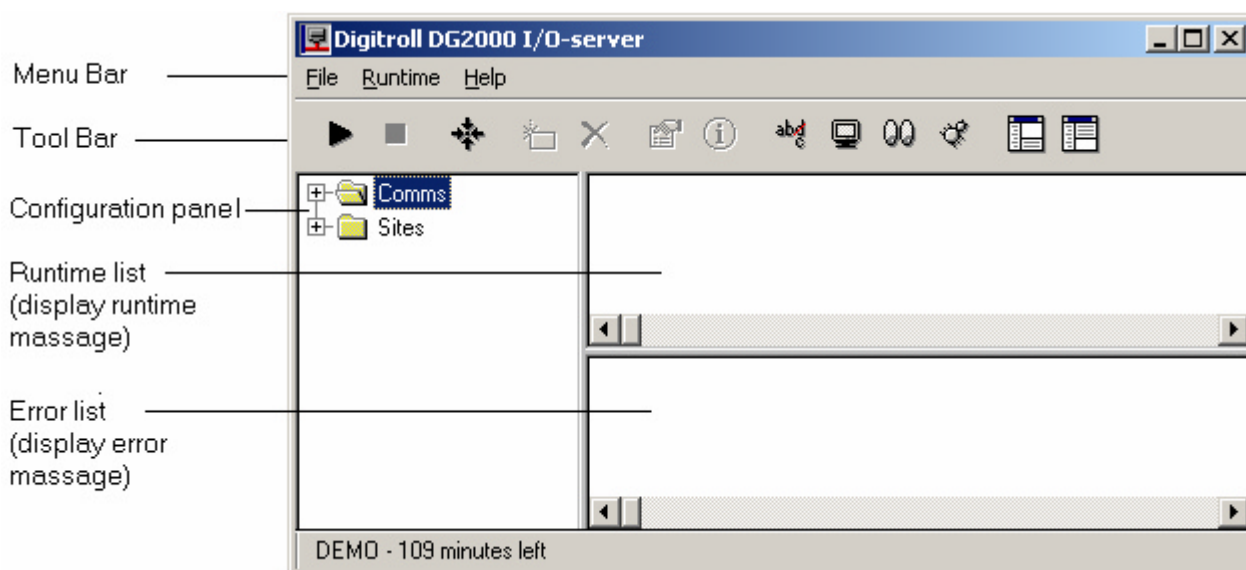 Digitroll DG2000 I/O-server
Menu Bar
File Runtime Help
Tool Bar
abc
Configuration panel
Comms
Sites
Runtime list
(display runtime
massage)
Error list
(display error
massage)
DEMO - 109 minutes left